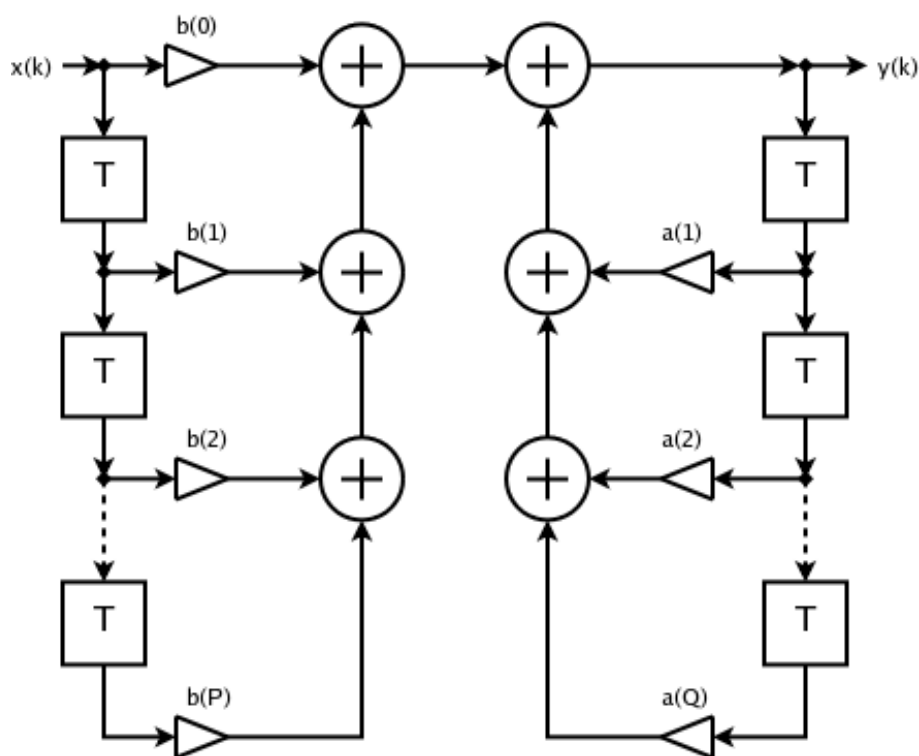 b(0)
x(k) y(k)
T T
b(1) a(1)
T T
b(2) a(2)
T T
b(P) a(Q)